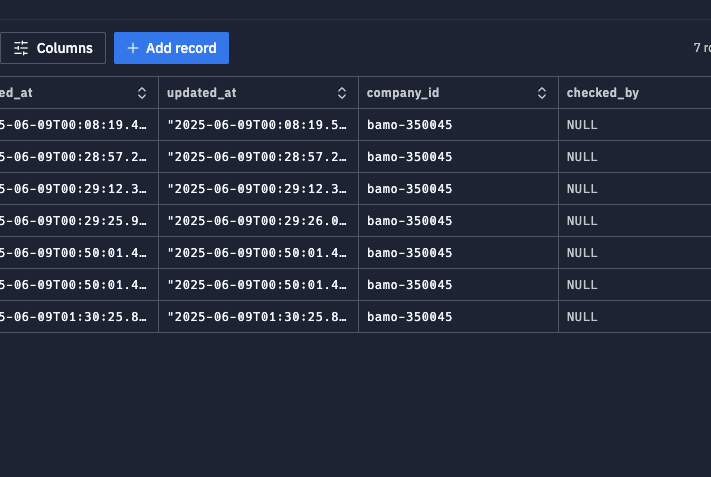 Columns + Add record 7 ro
ed_at updated_at company_id checked_by
5-06-09T00:08:19.4… "2025-06-09T00:08:19.5… bamo-350045 NULL
5-06-09T00:28:57.2… "2025-06-09T00:28:57.2… bamo-350045 NULL
5-06-09T00:29:12.3… "2025-06-09T00:29:12.3… bamo-350045 NULL
5-06-09T00:29:25.9… "2025-06-09T00:29:26.0… bamo-350045 NULL
5-06-09T00:50:01.4… "2025-06-09T00:50:01.4… bamo-350045 NULL
5-06-09T00:50:01.4… "2025-06-09T00:50:01.4… bamo-350045 NULL
5-06-09T01:30:25.8… "2025-06-09T01:30:25.8… bamo-350045 NULL